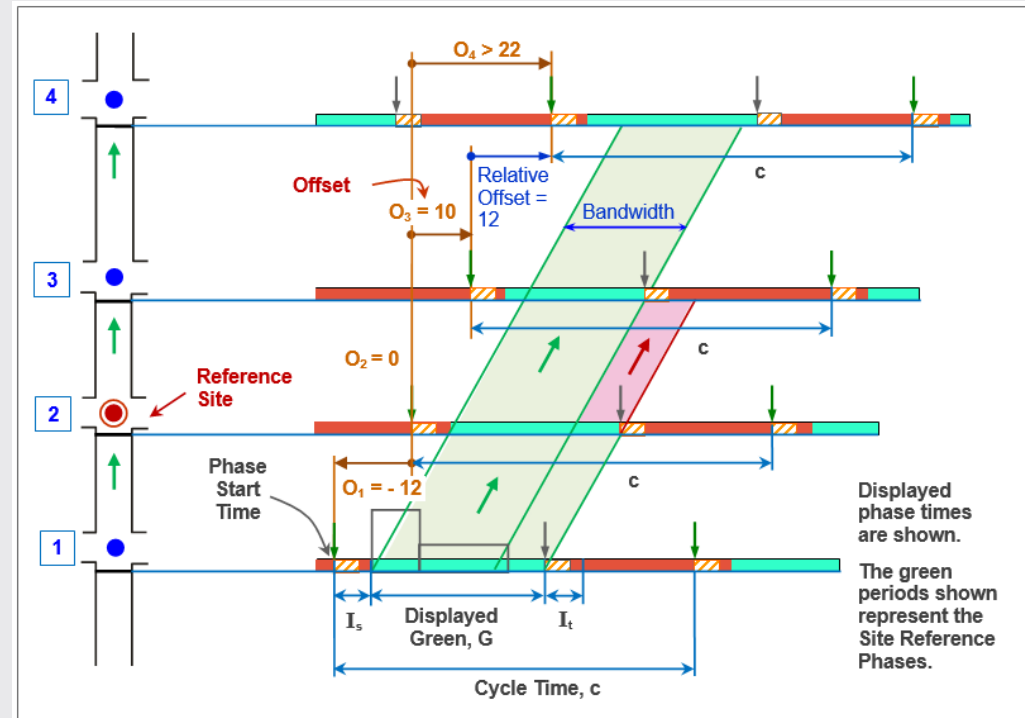 O₄ > 22
4
c
Relative
Offset =
12
Offset
O₃ = 10
Bandwidth
3
c
O₂ = 0
Reference
Site
2
Phase
Start
Time
O₁ = - 12
c
Displayed
phase times
are shown.
1
The green
periods shown
represent the
Site Reference
Phases.
Iₛ
Displayed
Green, G
Iₜ
Cycle Time, c